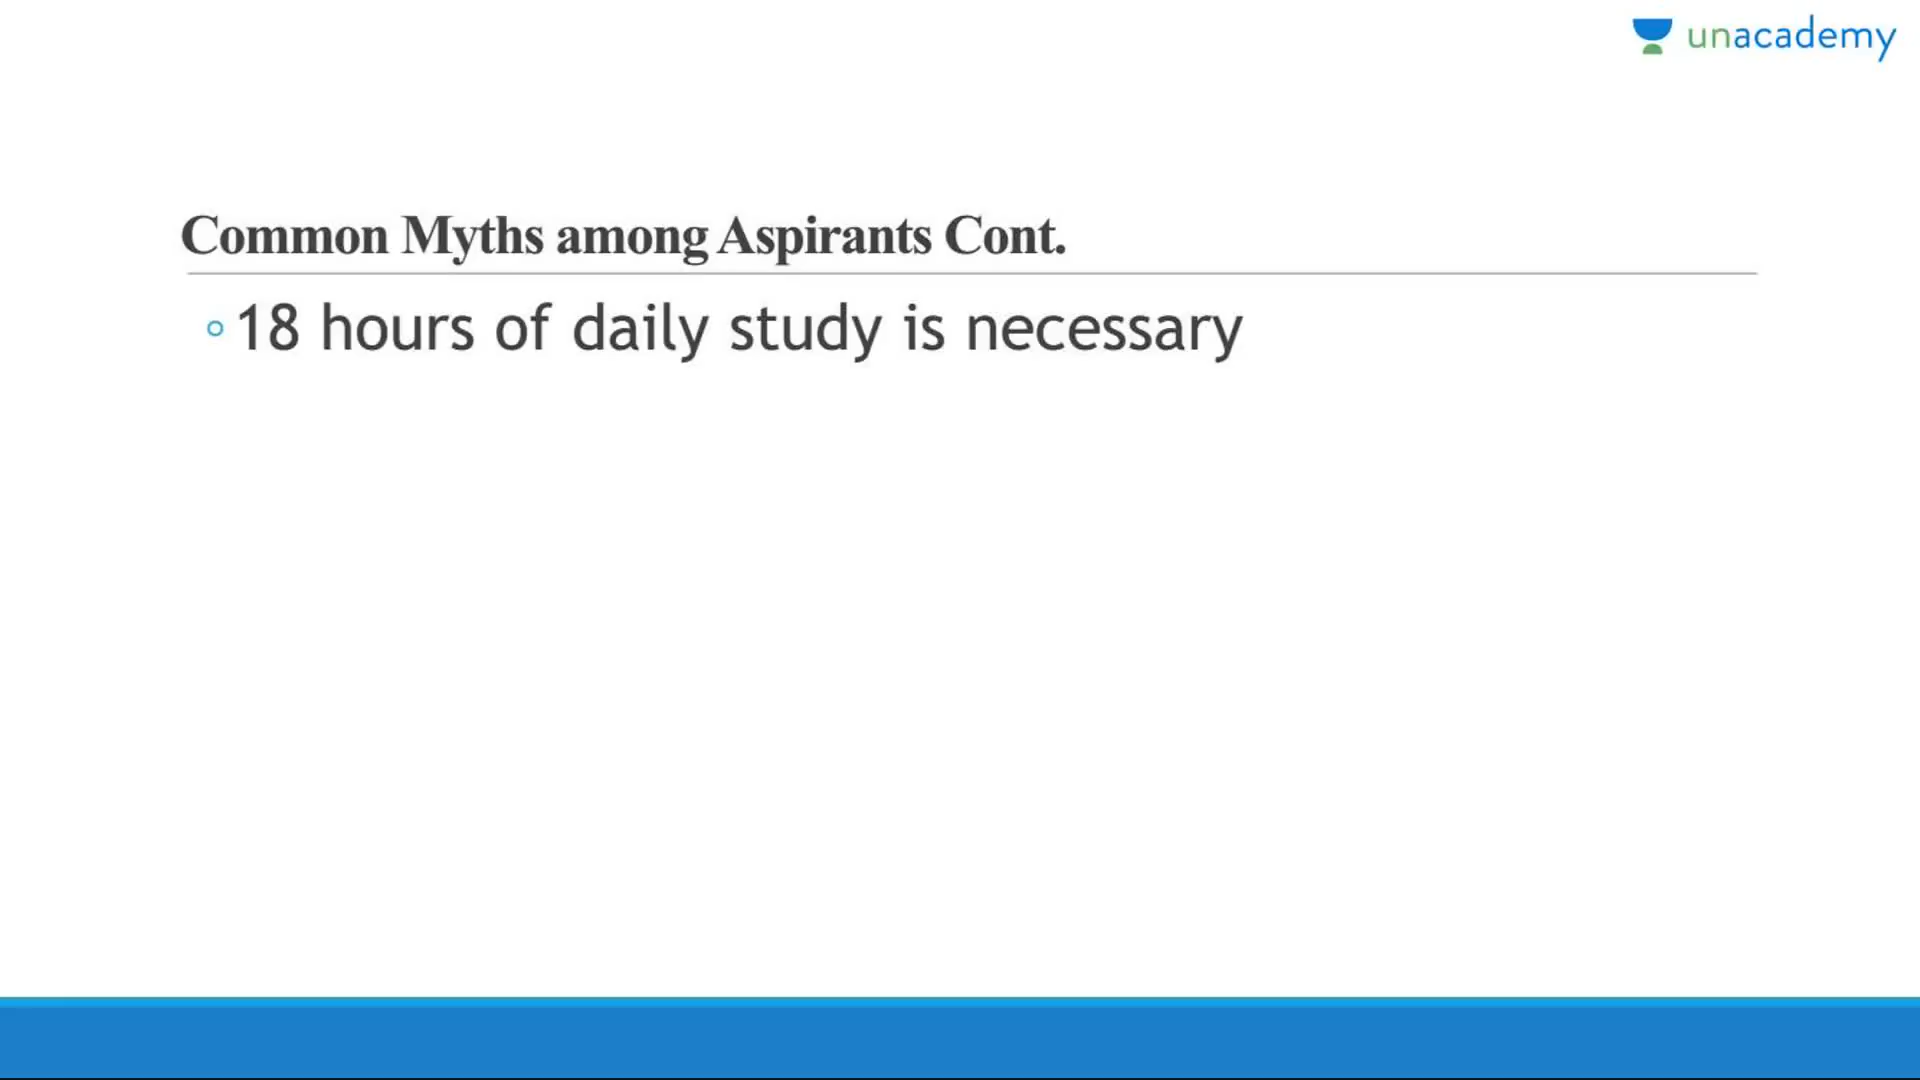 unacademy
Common Myths among Aspirants Cont.
18 hours of daily study is necessary